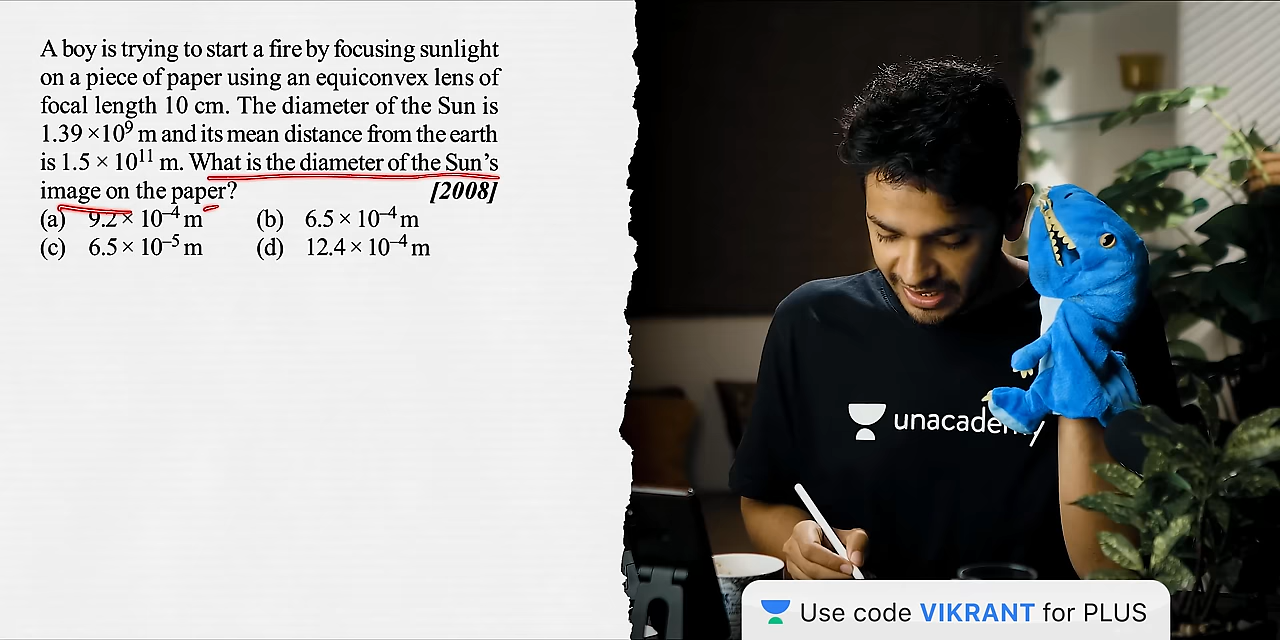 A boy is trying to start a fire by focusing sunlight
on a piece of paper using an equiconvex lens of
focal length 10 cm. The diameter of the Sun is
1.39 ×10⁹ m and its mean distance from the earth
is 1.5 × 10¹¹ m. What is the diameter of the Sun's
image on the paper? [2008]
(a) 9.2 × 10⁻⁴ m (b) 6.5 × 10⁻⁴ m
(c) 6.5 × 10⁻⁵ m (d) 12.4 × 10⁻⁴ m
unacademy
Use code VIKRANT for PLUS